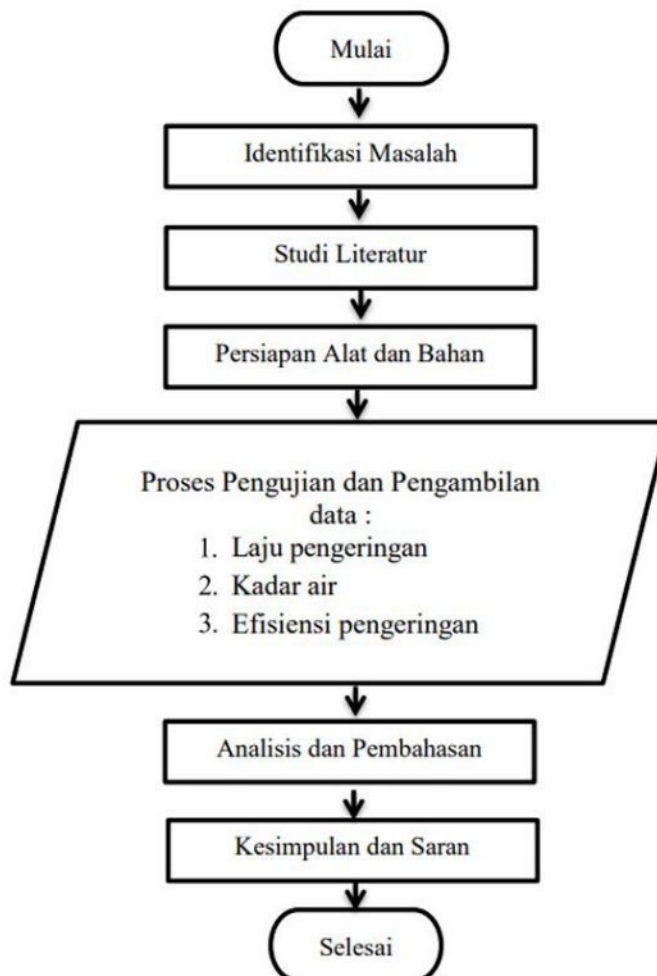 Mulai
Identifikasi Masalah
Studi Literatur
Persiapan Alat dan Bahan
Proses Pengujian dan Pengambilan
data :
1. Laju pengeringan
2. Kadar air
3. Efisiensi pengeringan
Analisis dan Pembahasan
Kesimpulan dan Saran
Selesai